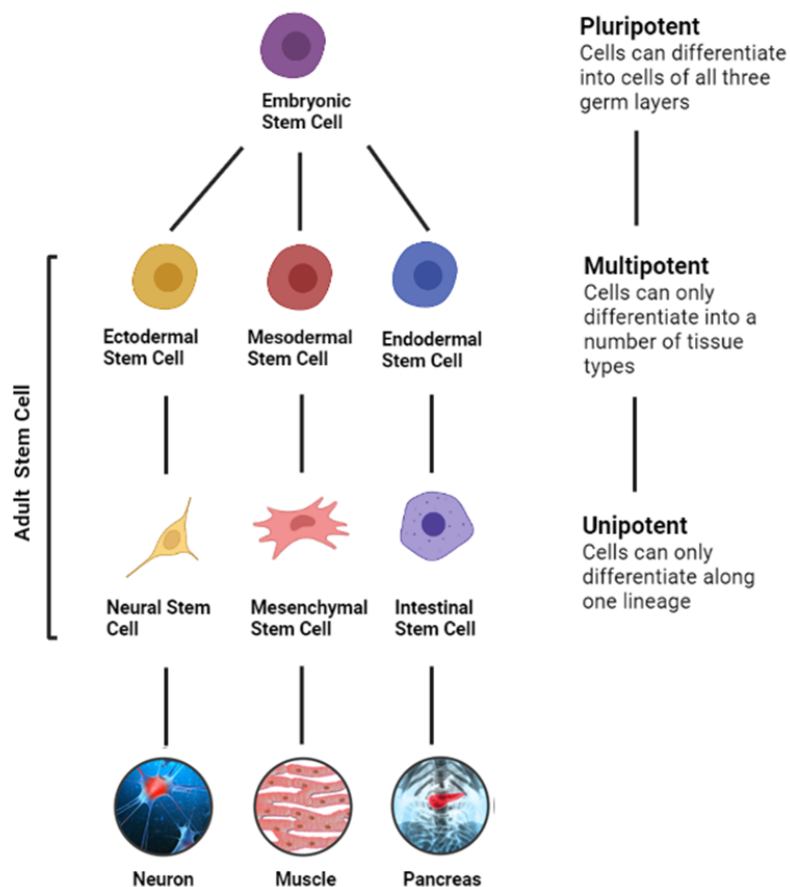 Embryonic
Stem Cell
Pluripotent
Cells can differentiate
into cells of all three
germ layers
Adult Stem Cell
Ectodermal
Stem Cell
Mesodermal
Stem Cell
Endodermal
Stem Cell
Multipotent
Cells can only
differentiate into a
number of tissue
types
Neural Stem
Cell
Mesenchymal
Stem Cell
Intestinal
Stem Cell
Unipotent
Cells can only
differentiate along
one lineage
Neuron
Muscle
Pancreas